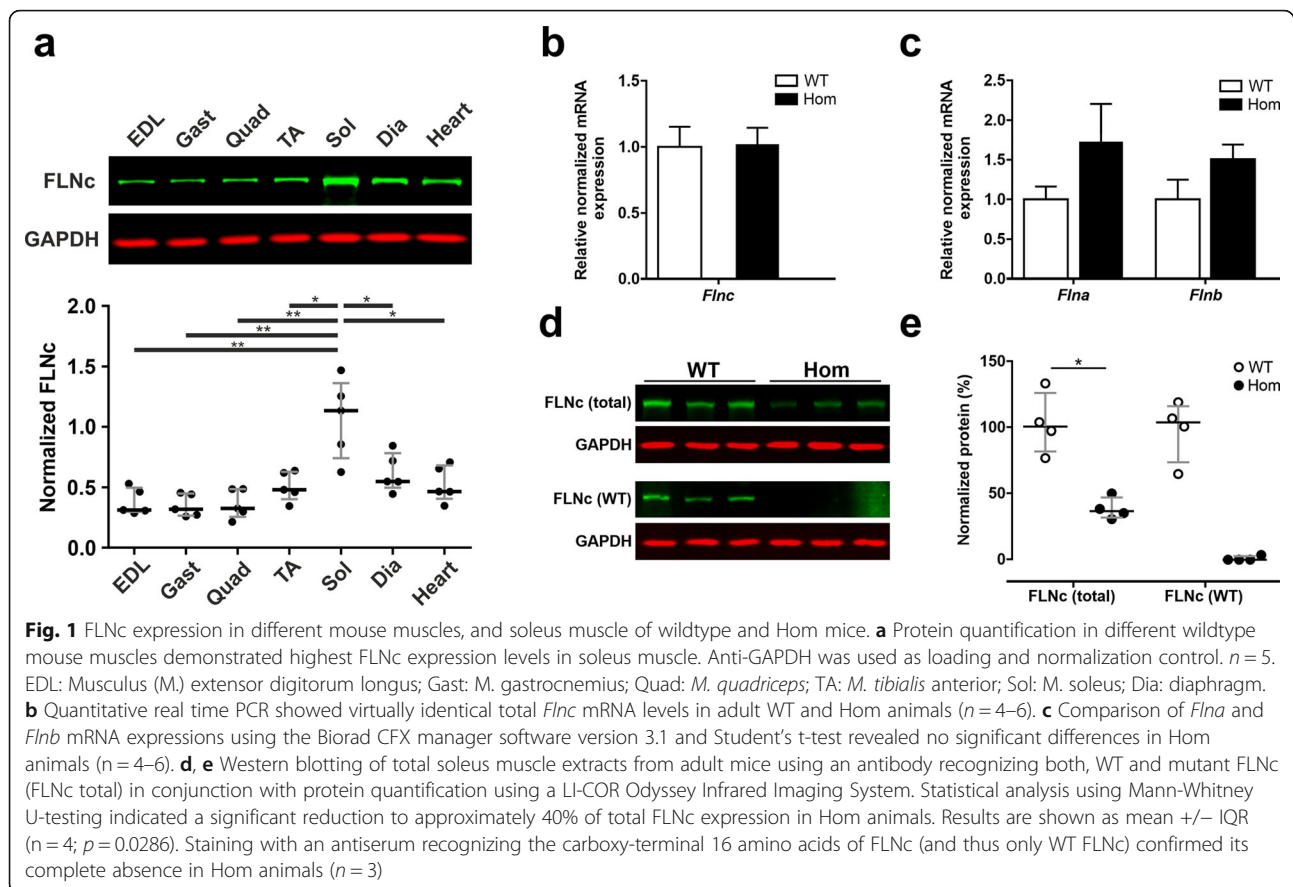 a
EDL Gast Quad TA Sol Dia Heart
FLNc
GAPDH
2.0
1.5
1.0
0.5
0.0
Normalized FLNc
* *
** *
**
**
EDL Gast Quad TA Sol Dia Heart
b
WT
Hom
1.5
1.0
0.5
0.0
Relative normalized mRNA
expression
Flnc
c
WT
Hom
2.5
2.0
1.5
1.0
0.5
0.0
Relative normalized mRNA
expression
Flna Flnb
d
WT Hom
FLNc (total)
GAPDH
FLNc (WT)
GAPDH
e
WT
Hom
*
150
100
50
0
Normalized protein (%)
FLNc (total) FLNc (WT)
Fig. 1 FLNc expression in different mouse muscles, and soleus muscle of wildtype and Hom mice. a Protein quantification in different wildtype
mouse muscles demonstrated highest FLNc expression levels in soleus muscle. Anti-GAPDH was used as loading and normalization control. n = 5.
EDL: Musculus (M.) extensor digitorum longus; Gast: M. gastrocnemius; Quad: M. quadriceps; TA: M. tibialis anterior; Sol: M. soleus; Dia: diaphragm.
b Quantitative real time PCR showed virtually identical total Flnc mRNA levels in adult WT and Hom animals (n = 4–6). c Comparison of Flna and
Flnb mRNA expressions using the Biorad CFX manager software version 3.1 and Student's t-test revealed no significant differences in Hom
animals (n = 4–6). d, e Western blotting of total soleus muscle extracts from adult mice using an antibody recognizing both, WT and mutant FLNc
(FLNc total) in conjunction with protein quantification using a LI-COR Odyssey Infrared Imaging System. Statistical analysis using Mann-Whitney
U-testing indicated a significant reduction to approximately 40% of total FLNc expression in Hom animals. Results are shown as mean +/− IQR
(n = 4; p = 0.0286). Staining with an antiserum recognizing the carboxy-terminal 16 amino acids of FLNc (and thus only WT FLNc) confirmed its
complete absence in Hom animals (n = 3)